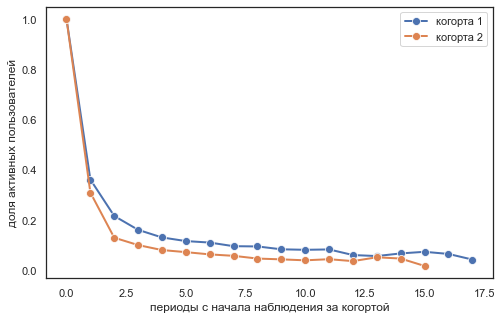 1.0
0.8
0.6
0.4
0.2
0.0
доля активных пользователей
когорта 1
когорта 2
0.0 2.5 5.0 7.5 10.0 12.5 15.0 17.5
периоды с начала наблюдения за когортой